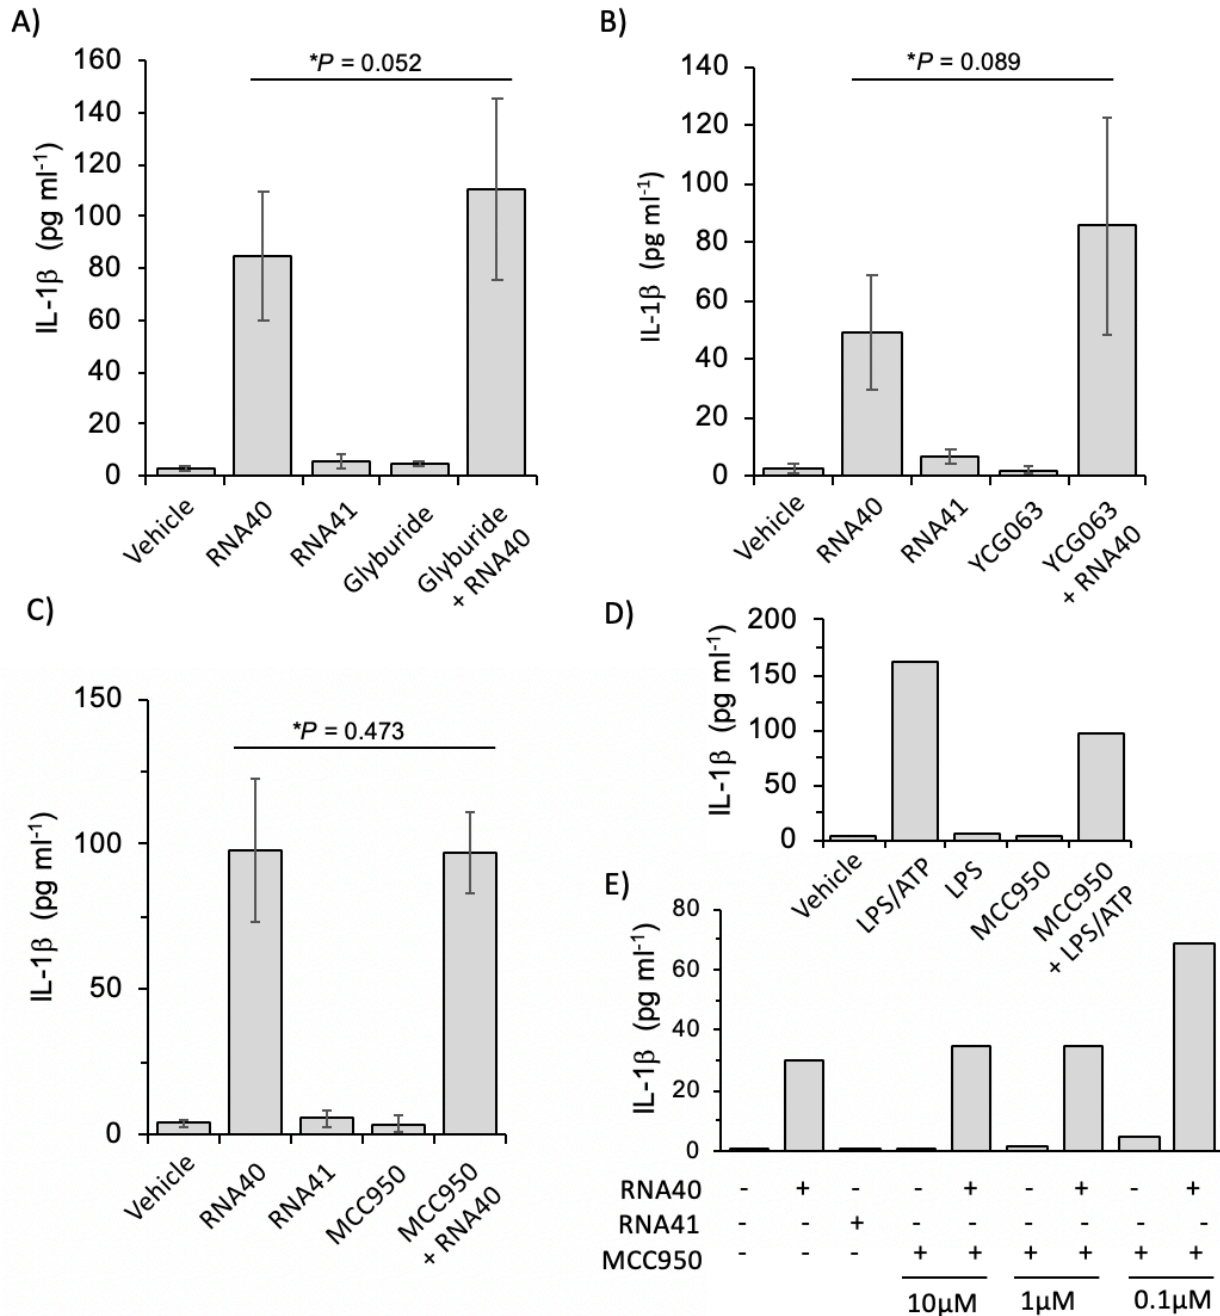 A)
*P = 0.052
160
140
120
100
80
60
40
20
0
IL-1β (pg ml-1)
Vehicle
RNA40
RNA41
Glyburide
Glyburide
+ RNA40
B)
*P = 0.089
140
120
100
80
60
40
20
0
IL-1β (pg ml-1)
Vehicle
RNA40
RNA41
YCG063
YCG063
+ RNA40
C)
*P = 0.473
150
100
50
0
IL-1β (pg ml-1)
Vehicle
RNA40
RNA41
MCC950
MCC950
+ RNA40
D)
200
150
100
50
0
IL-1β (pg ml-1)
Vehicle
LPS/ATP
LPS
MCC950
MCC950
+ LPS/ATP
E)
80
60
40
20
0
IL-1β (pg ml-1)
RNA40 - + - - + - + - +
RNA41 - - + - - - - - -
MCC950 - - - + + + + + +
10μM 1μM 0.1μM